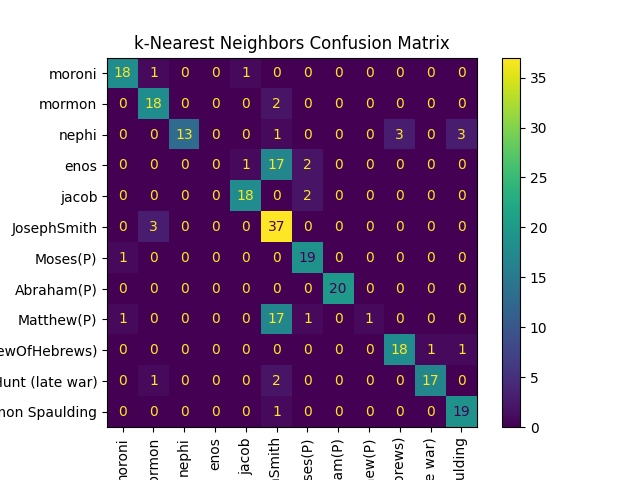 k-Nearest Neighbors Confusion Matrix
moroni 18 1 0 0 1 0 0 0 0 0 0 0
mormon 0 18 0 0 0 2 0 0 0 0 0 0
nephi 0 0 13 0 0 1 0 0 0 3 0 3
enos 0 0 0 0 1 17 2 0 0 0 0 0
jacob 0 0 0 0 18 0 2 0 0 0 0 0
JosephSmith 0 3 0 0 0 37 0 0 0 0 0 0
Moses(P) 1 0 0 0 0 0 19 0 0 0 0 0
Abraham(P) 0 0 0 0 0 0 0 20 0 0 0 0
Matthew(P) 1 0 0 0 0 17 1 0 1 0 0 0
ewOfHebrews) 0 0 0 0 0 0 0 0 0 18 1 1
Hunt (late war) 0 1 0 0 0 2 0 0 0 0 17 0
mon Spaulding 0 0 0 0 0 1 0 0 0 0 0 19
moroni
ormon
nephi
enos
jacob
Smith
ses(P)
am(P)
ew(P)
brews)
e war)
ulding
35
30
25
20
15
10
5
0